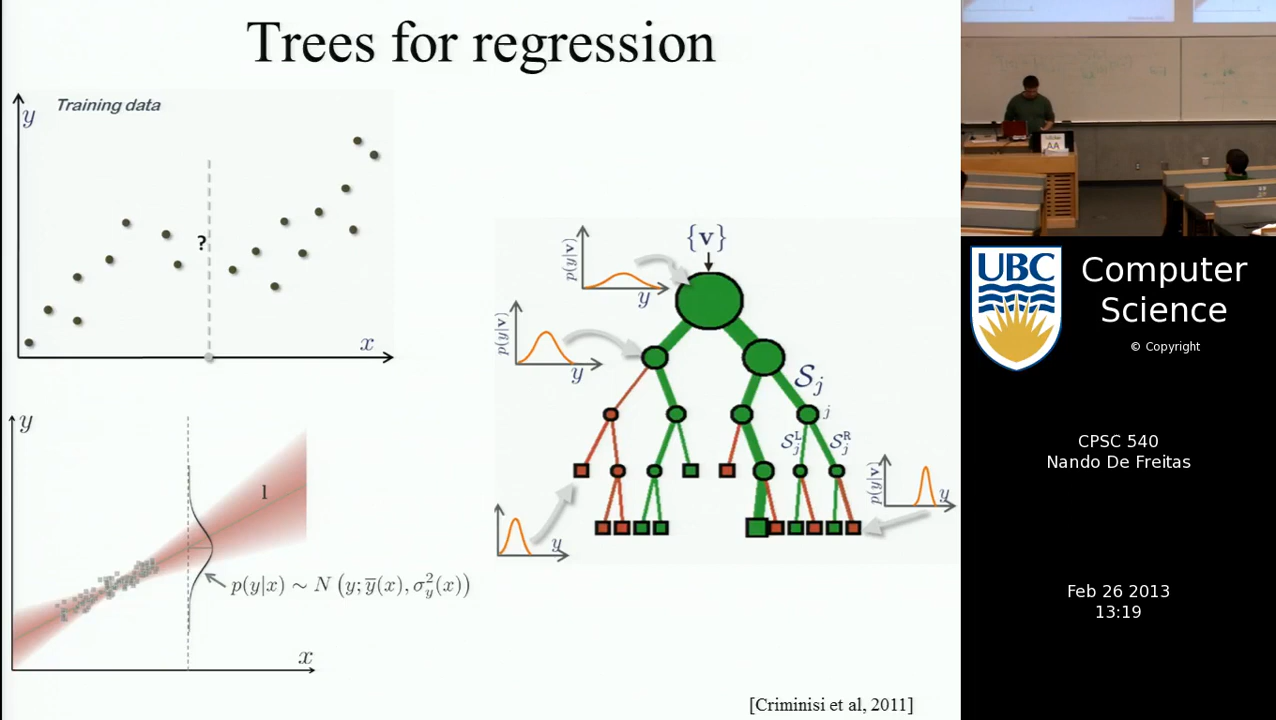 Trees for regression
Training data
y
?
x
y
l
p(y|x) ∼ N (y; y̅(x), σ²_y(x))
x
{v}
p(y|v)
y
p(y|v)
y
S_j
j
S_j^L
S_j^R
p(y|v)
y
y
[Criminisi et al, 2011]
AA
UBC
Computer
Science
© Copyright
CPSC 540
Nando De Freitas
Feb 26 2013
13:19